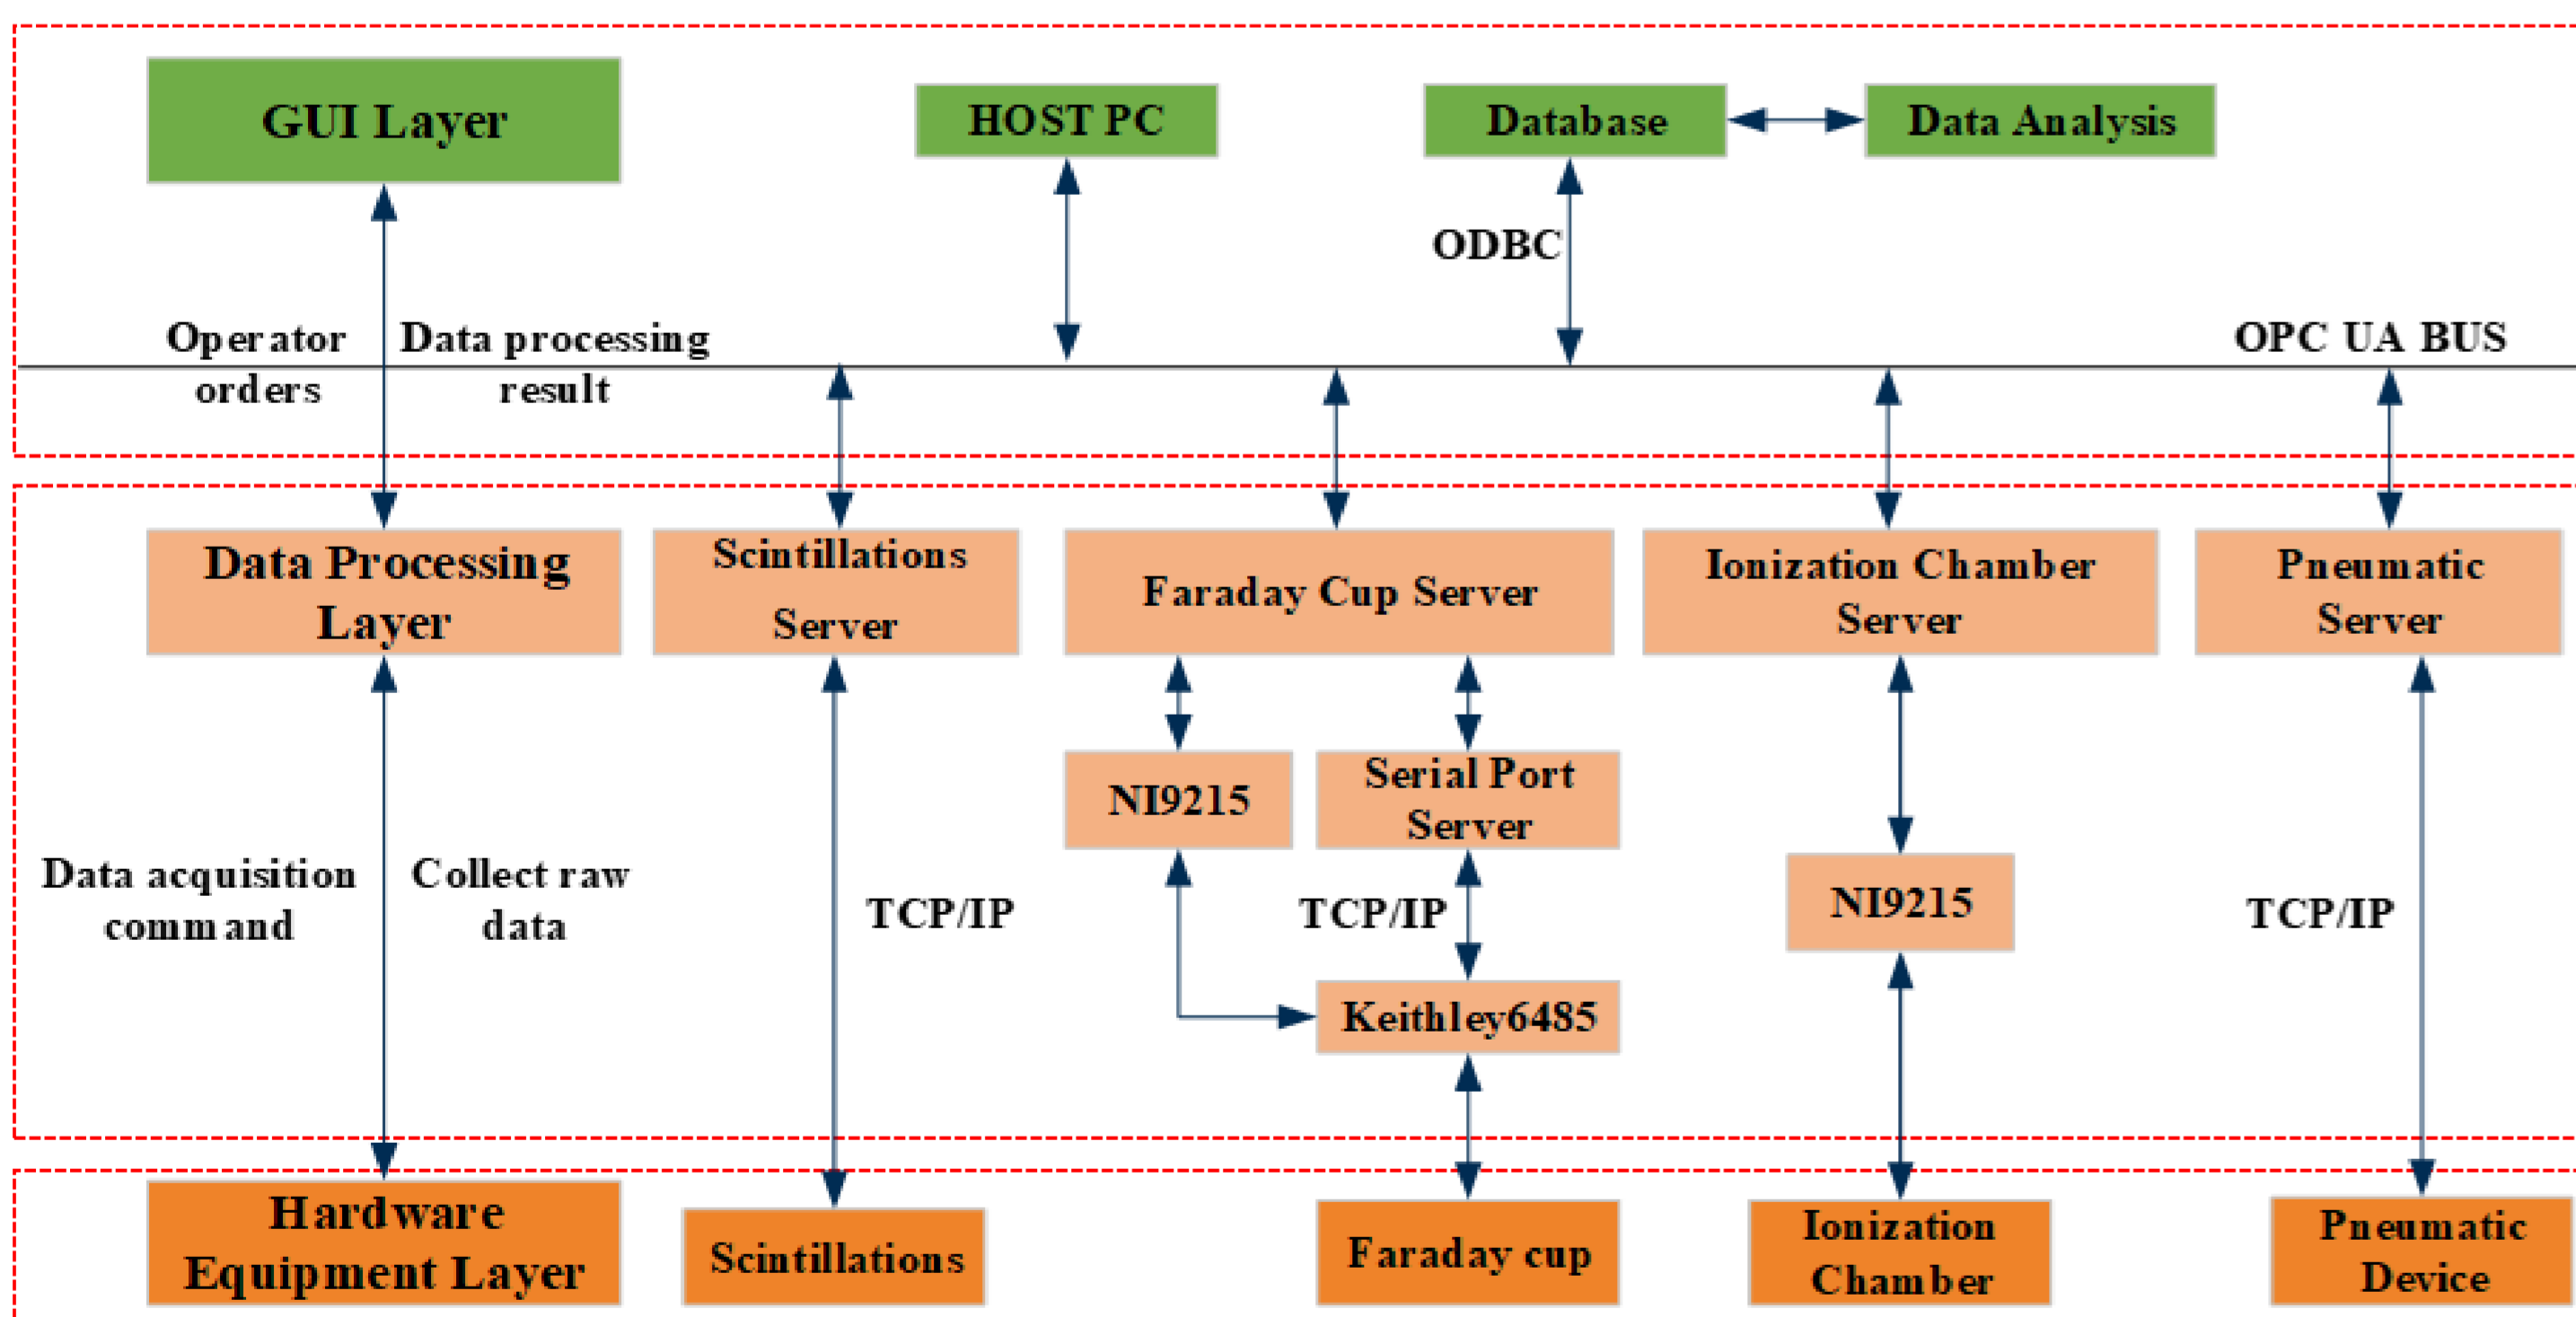 GUI Layer
HOST PC
Database
Data Analysis
ODBC
Operator
orders
Data processing
result
OPC UA BUS
Data Processing
Layer
Scintillations
Server
Faraday Cup Server
Ionization Chamber
Server
Pneumatic
Server
NI9215
Serial Port
Server
Data acquisition
command
Collect raw
data
TCP/IP
TCP/IP
NI9215
TCP/IP
Keithley6485
Hardware
Equipment Layer
Scintillations
Faraday cup
Ionization
Chamber
Pneumatic
Device